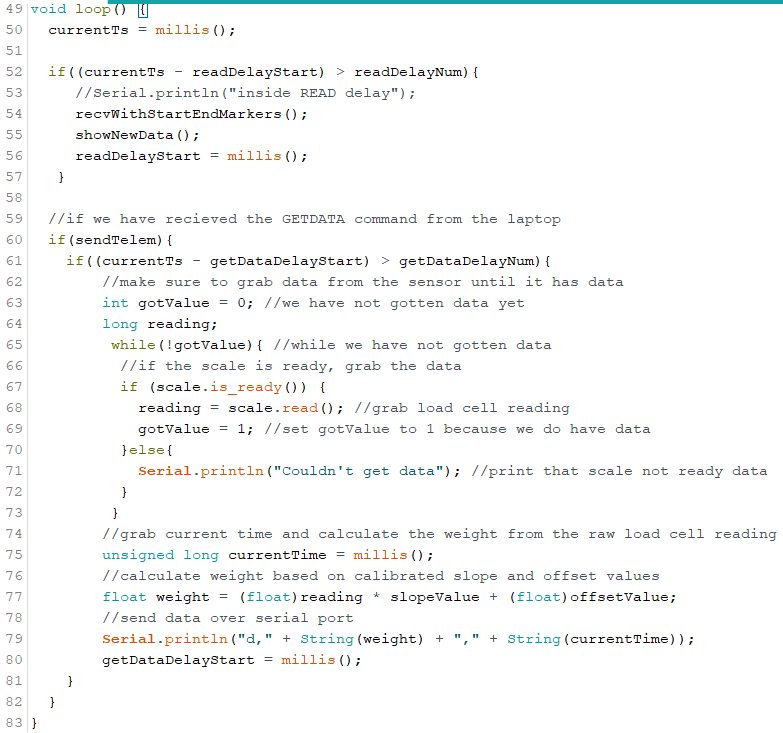 49 void loop() {
50 currentTs = millis();
51
52 if((currentTs - readDelayStart) > readDelayNum){
53 //Serial.println("inside READ delay");
54 recvWithStartEndMarkers();
55 showNewData();
56 readDelayStart = millis();
57 }
58
59 //if we have recieved the GETDATA command from the laptop
60 if(sendTelem){
61 if((currentTs - getDataDelayStart) > getDataDelayNum){
62 //make sure to grab data from the sensor until it has data
63 int gotValue = 0; //we have not gotten data yet
64 long reading;
65 while(!gotValue){ //while we have not gotten data
66 //if the scale is ready, grab the data
67 if (scale.is_ready()) {
68 reading = scale.read(); //grab load cell reading
69 gotValue = 1; //set gotValue to 1 because we do have data
70 }else{
71 Serial.println("Couldn't get data"); //print that scale not ready data
72 }
73 }
74 //grab current time and calculate the weight from the raw load cell reading
75 unsigned long currentTime = millis();
76 //calculate weight based on calibrated slope and offset values
77 float weight = (float)reading * slopeValue + (float)offsetValue;
78 //send data over serial port
79 Serial.println("d," + String(weight) + "," + String(currentTime));
80 getDataDelayStart = millis();
81 }
82 }
83 }